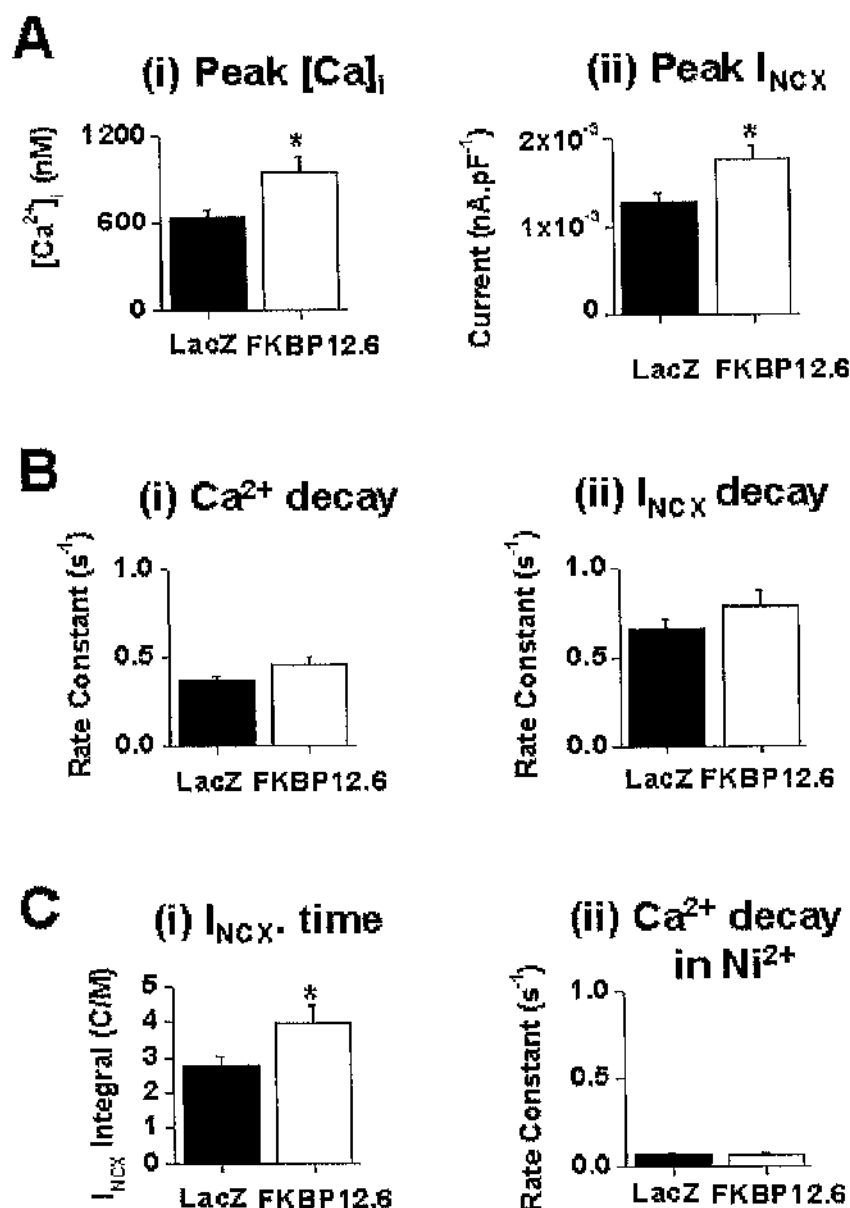 A
(i) Peak [Ca]i
[Ca²⁺]i (nM)
1200
600
0
*
LacZ FKBP12.6
(ii) Peak INCX
Current (nA.pF⁻¹)
2x10⁻³
1x10⁻³
0
*
LacZ FKBP12.6
B
(i) Ca²⁺ decay
Rate Constant (s⁻¹)
1.0
0.5
0.0
LacZ FKBP12.6
(ii) INCX decay
Rate Constant (s⁻¹)
1.0
0.5
0.0
LacZ FKBP12.6
C
(i) INCX. time
INCX Integral (C/M)
5
4
3
2
1
0
*
LacZ FKBP12.6
(ii) Ca²⁺ decay
in Ni²⁺
Rate Constant (s⁻¹)
1.0
0.5
0.0
LacZ FKBP12.6